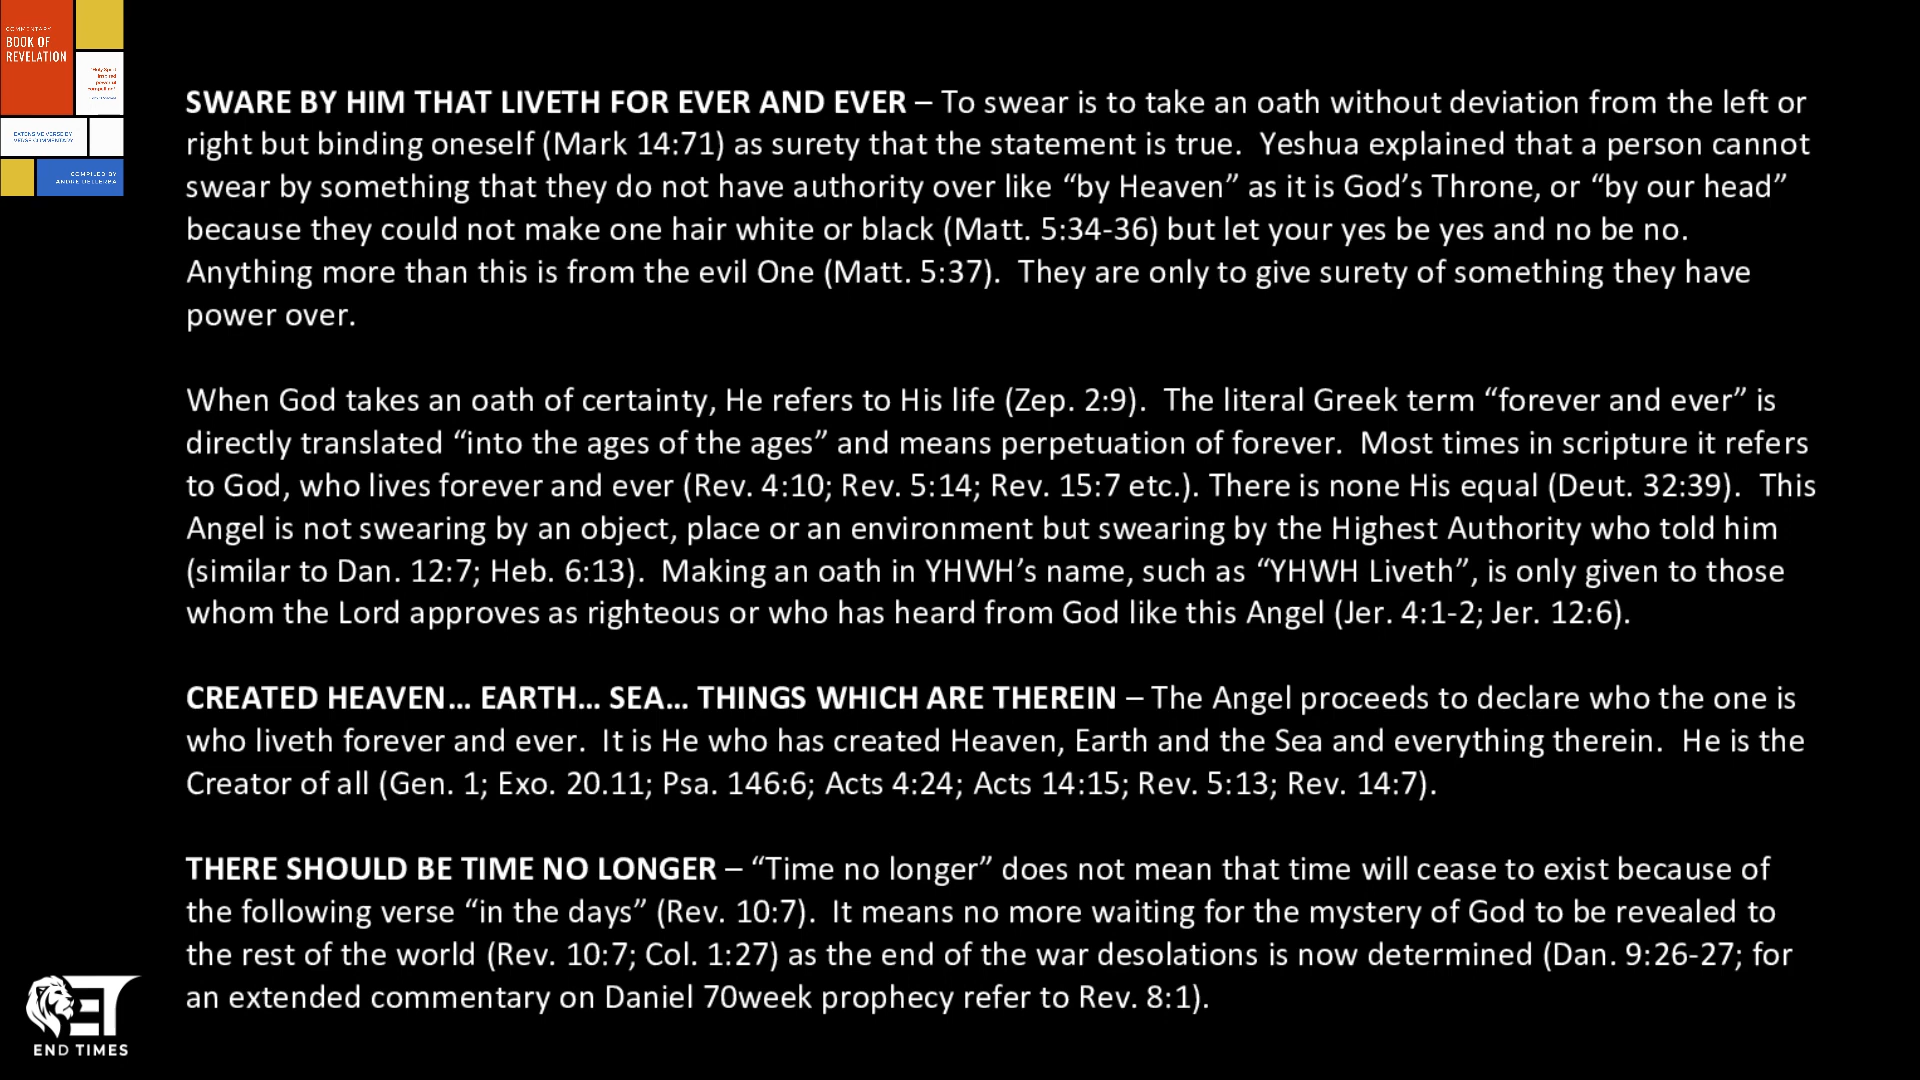 COMMENTARY
BOOK OF
REVELATION
"Holy Spirit
inspired
powerful
compilation"
EXTENSIVE VERSE BY
VERSE COMMENTARY
COMPILED BY
SWARE BY HIM THAT LIVETH FOR EVER AND EVER – To swear is to take an oath without deviation from the left or
right but binding oneself (Mark 14:71) as surety that the statement is true.  Yeshua explained that a person cannot
swear by something that they do not have authority over like “by Heaven” as it is God’s Throne, or “by our head”
because they could not make one hair white or black (Matt. 5:34-36) but let your yes be yes and no be no.
Anything more than this is from the evil One (Matt. 5:37).  They are only to give surety of something they have
power over.
When God takes an oath of certainty, He refers to His life (Zep. 2:9).  The literal Greek term “forever and ever” is
directly translated “into the ages of the ages” and means perpetuation of forever.  Most times in scripture it refers
to God, who lives forever and ever (Rev. 4:10; Rev. 5:14; Rev. 15:7 etc.). There is none His equal (Deut. 32:39).  This
Angel is not swearing by an object, place or an environment but swearing by the Highest Authority who told him
(similar to Dan. 12:7; Heb. 6:13).  Making an oath in YHWH’s name, such as “YHWH Liveth”, is only given to those
whom the Lord approves as righteous or who has heard from God like this Angel (Jer. 4:1-2; Jer. 12:6).
CREATED HEAVEN… EARTH… SEA… THINGS WHICH ARE THEREIN – The Angel proceeds to declare who the one is
who liveth forever and ever.  It is He who has created Heaven, Earth and the Sea and everything therein.  He is the
Creator of all (Gen. 1; Exo. 20.11; Psa. 146:6; Acts 4:24; Acts 14:15; Rev. 5:13; Rev. 14:7).
THERE SHOULD BE TIME NO LONGER – “Time no longer” does not mean that time will cease to exist because of
the following verse “in the days” (Rev. 10:7).  It means no more waiting for the mystery of God to be revealed to
the rest of the world (Rev. 10:7; Col. 1:27) as the end of the war desolations is now determined (Dan. 9:26-27; for
an extended commentary on Daniel 70week prophecy refer to Rev. 8:1).
ET
END TIMES